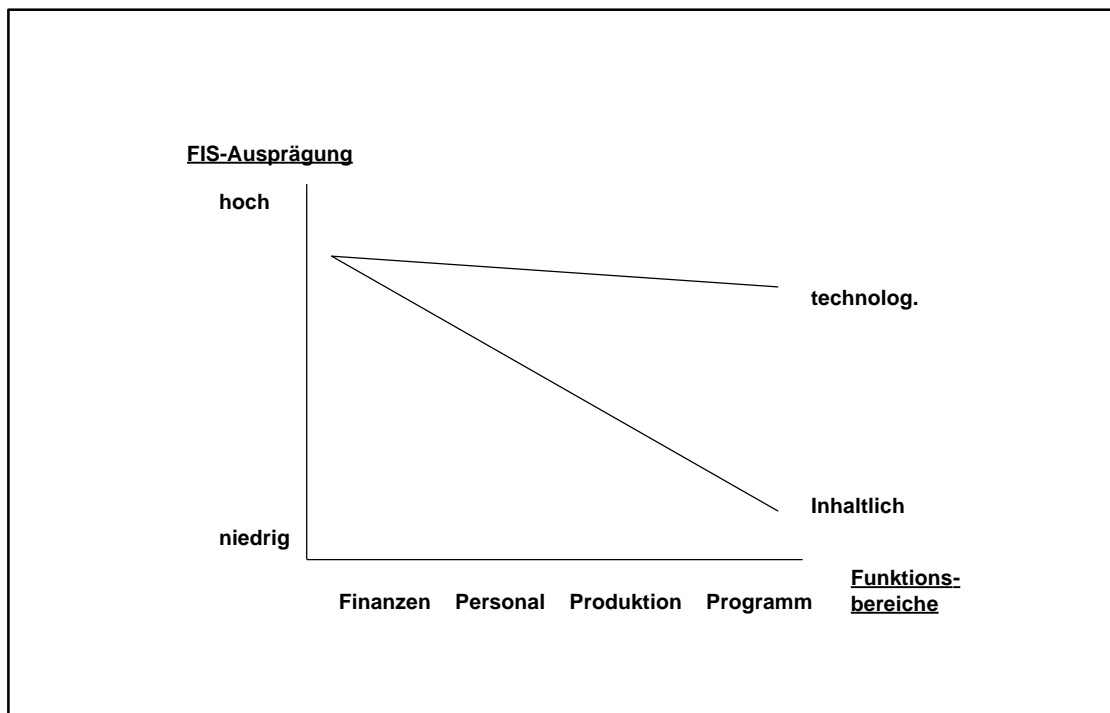 FIS-Ausprägung
hoch
technolog.
Inhaltlich
niedrig
Funktions-
bereiche
Finanzen Personal Produktion Programm